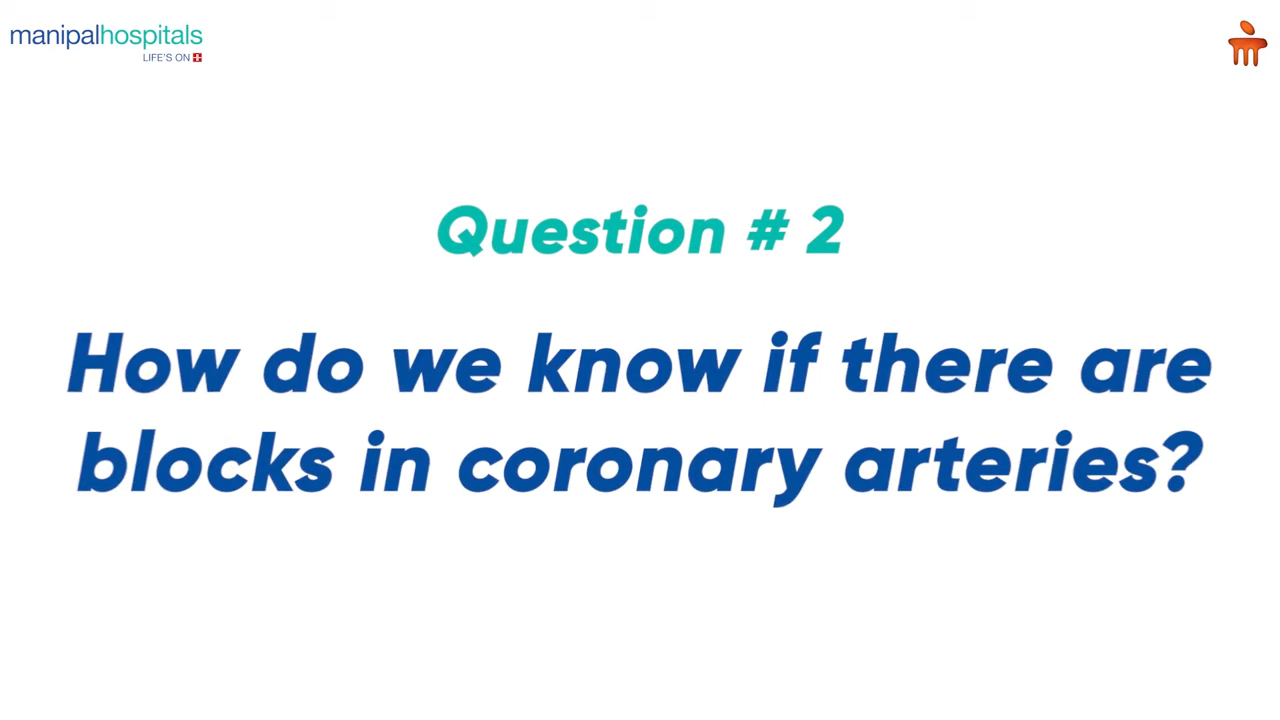 manipalhospitals
LIFE'S ON
Question # 2
How do we know if there are
blocks in coronary arteries?